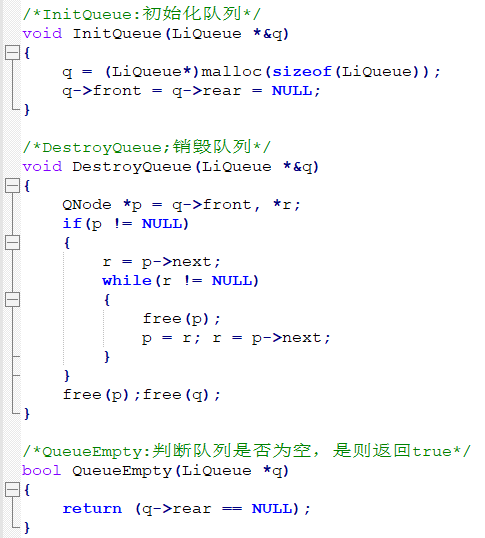 /*InitQueue:初始化队列*/
void InitQueue(LiQueue *&q)
{
    q = (LiQueue*)malloc(sizeof(LiQueue));
    q->front = q->rear = NULL;
}

/*DestroyQueue;销毁队列*/
void DestroyQueue(LiQueue *&q)
{
    QNode *p = q->front, *r;
    if(p != NULL)
    {
        r = p->next;
        while(r != NULL)
        {
            free(p);
            p = r; r = p->next;
        }
    }
    free(p);free(q);
}

/*QueueEmpty:判断队列是否为空，是则返回true*/
bool QueueEmpty(LiQueue *q)
{
    return (q->rear == NULL);
}